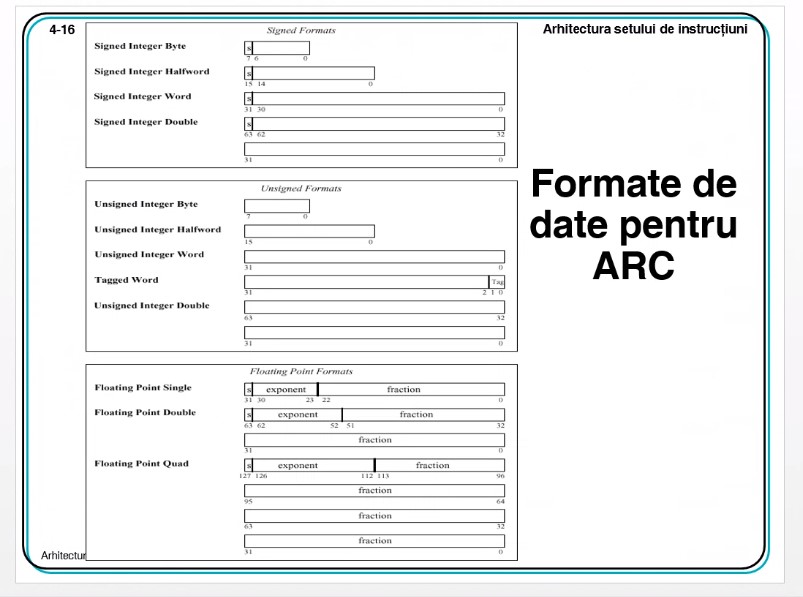 4-16
Arhitectura setului de instrucțiuni
Signed Formats
Signed Integer Byte
s
7 6 0
Signed Integer Halfword
s
15 14 0
Signed Integer Word
s
31 30 0
Signed Integer Double
s
63 62 32
31 0
Formate de
date pentru
ARC
Unsigned Formats
Unsigned Integer Byte
7 0
Unsigned Integer Halfword
15 0
Unsigned Integer Word
31 0
Tagged Word
Tag
31 2 1 0
Unsigned Integer Double
63 32
31 0
Floating Point Formats
Floating Point Single
s exponent fraction
31 30 23 22 0
Floating Point Double
s exponent fraction
63 62 52 51 32
fraction
31 0
Floating Point Quad
s exponent fraction
127 126 112 113 96
fraction
95 64
fraction
63 32
fraction
31 0
Arhitectur